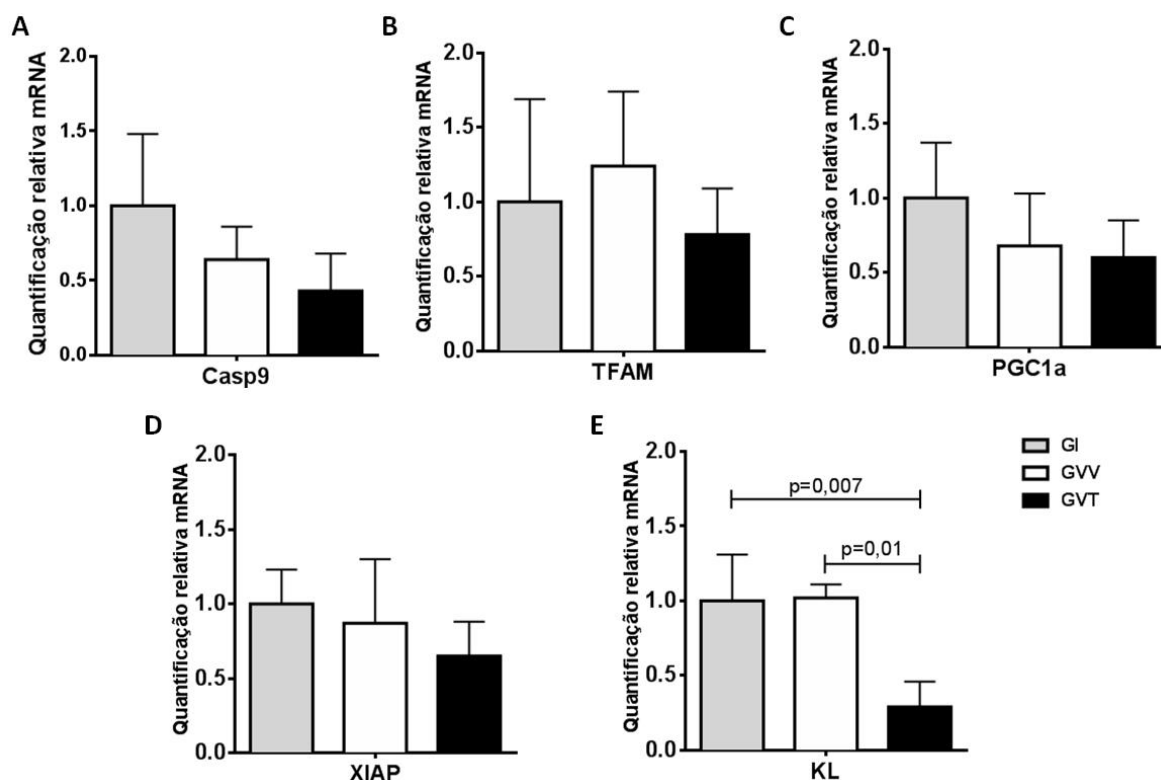 A
Quantificação relativa mRNA
2.0
1.5
1.0
0.5
0.0
Casp9
B
Quantificação relativa mRNA
2.0
1.5
1.0
0.5
0.0
TFAM
C
Quantificação relativa mRNA
2.0
1.5
1.0
0.5
0.0
PGC1a
D
Quantificação relativa mRNA
2.0
1.5
1.0
0.5
0.0
XIAP
E
Quantificação relativa mRNA
2.0
1.5
1.0
0.5
0.0
p=0,007
p=0,01
KL
GI
GVV
GVT